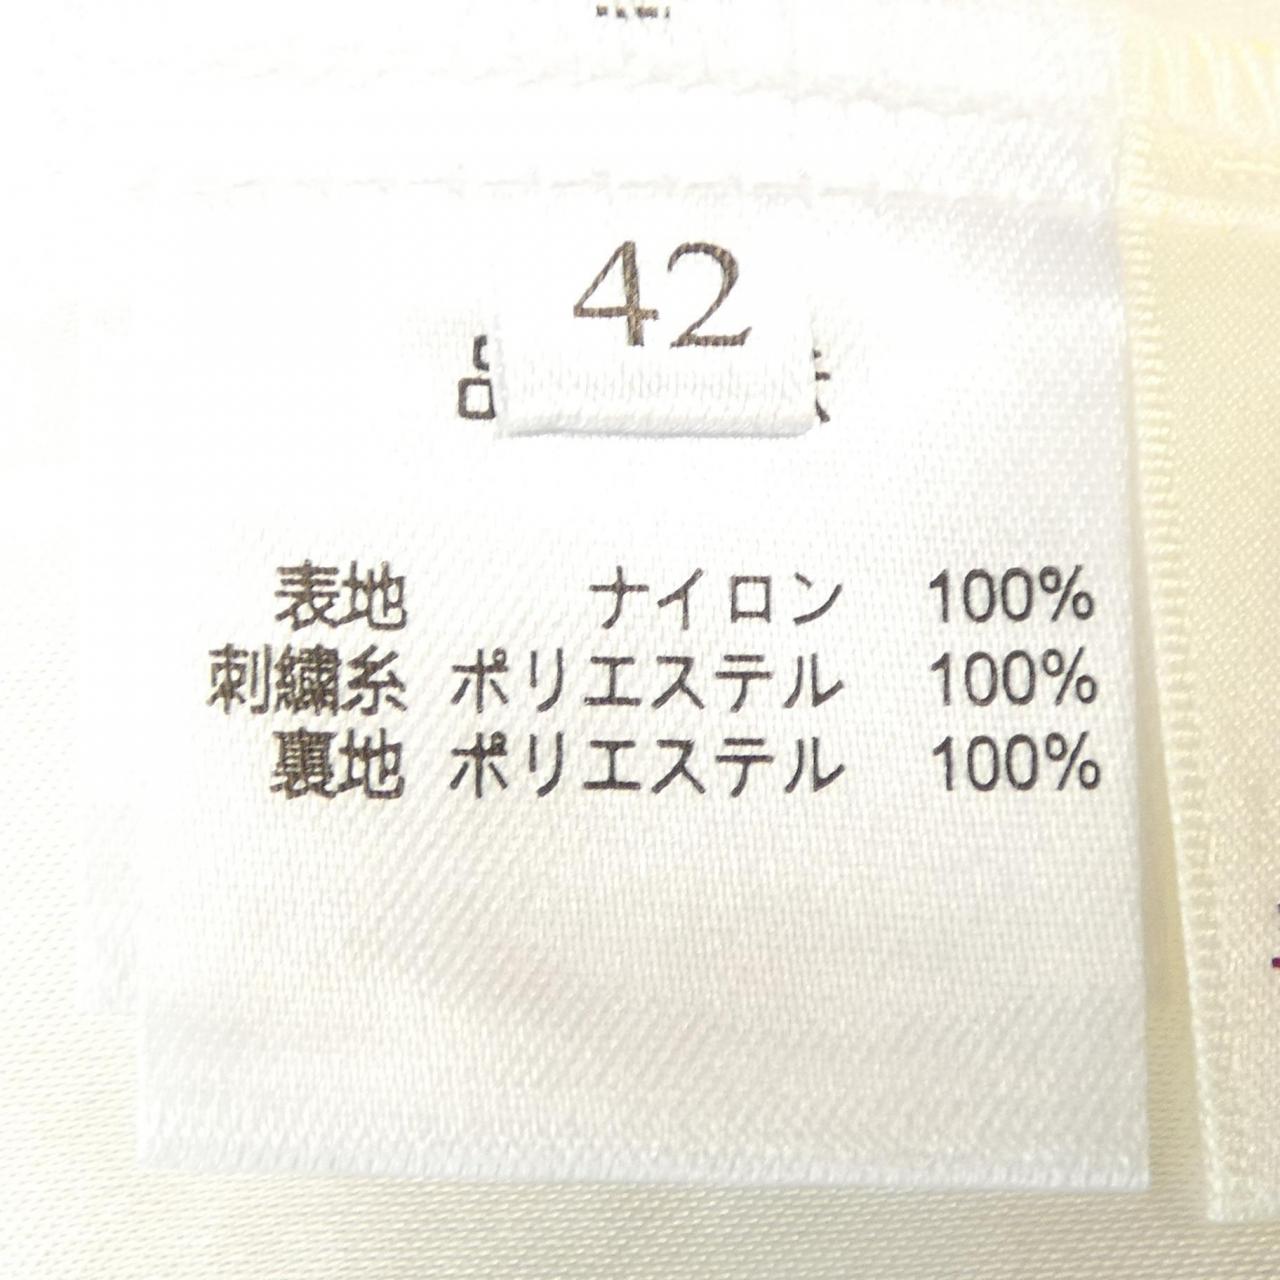 42
表地 ナイロン 100%
刺繍糸 ポリエステル 100%
裏地 ポリエステル 100%